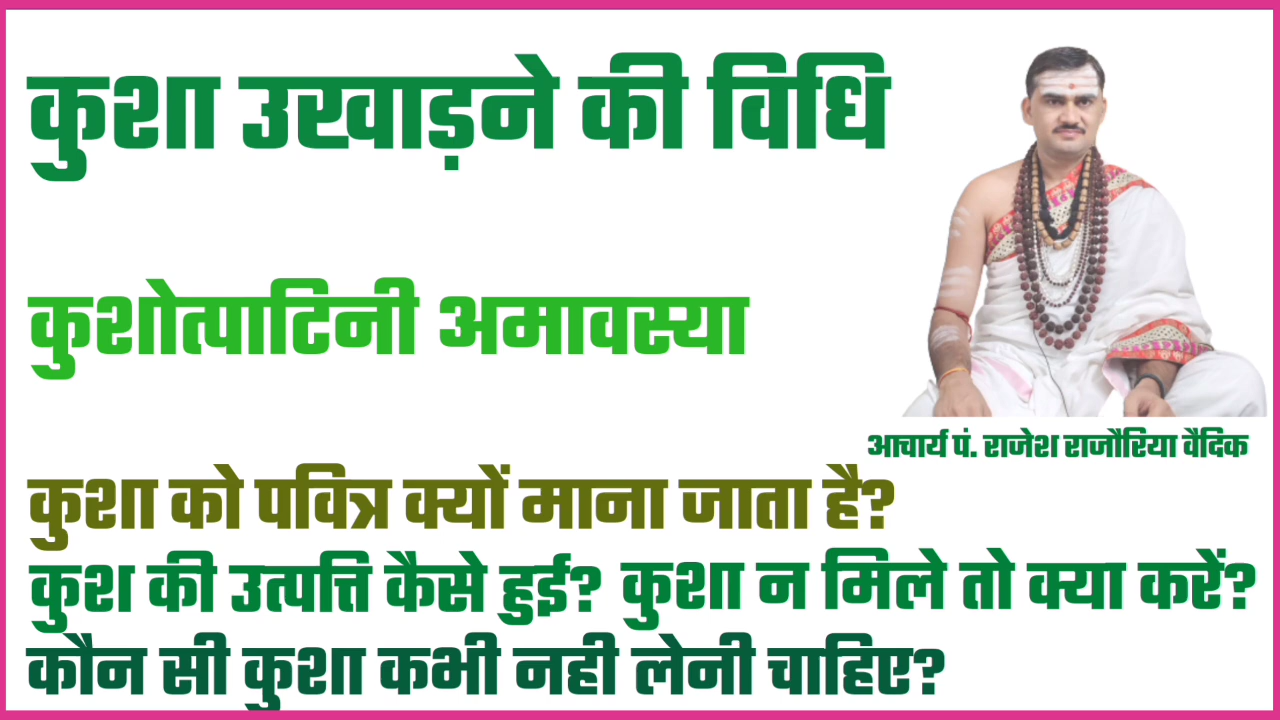 कुशा उखाड़ने की विधि
कुशोत्पाटिनी अमावस्या
आचार्य पं. राजेश राजौरिया वैदिक
कुशा को पवित्र क्यों माना जाता है?
कुश की उत्पत्ति कैसे हुई? कुशा न मिले तो क्या करें?
कौन सी कुशा कभी नही लेनी चाहिए?